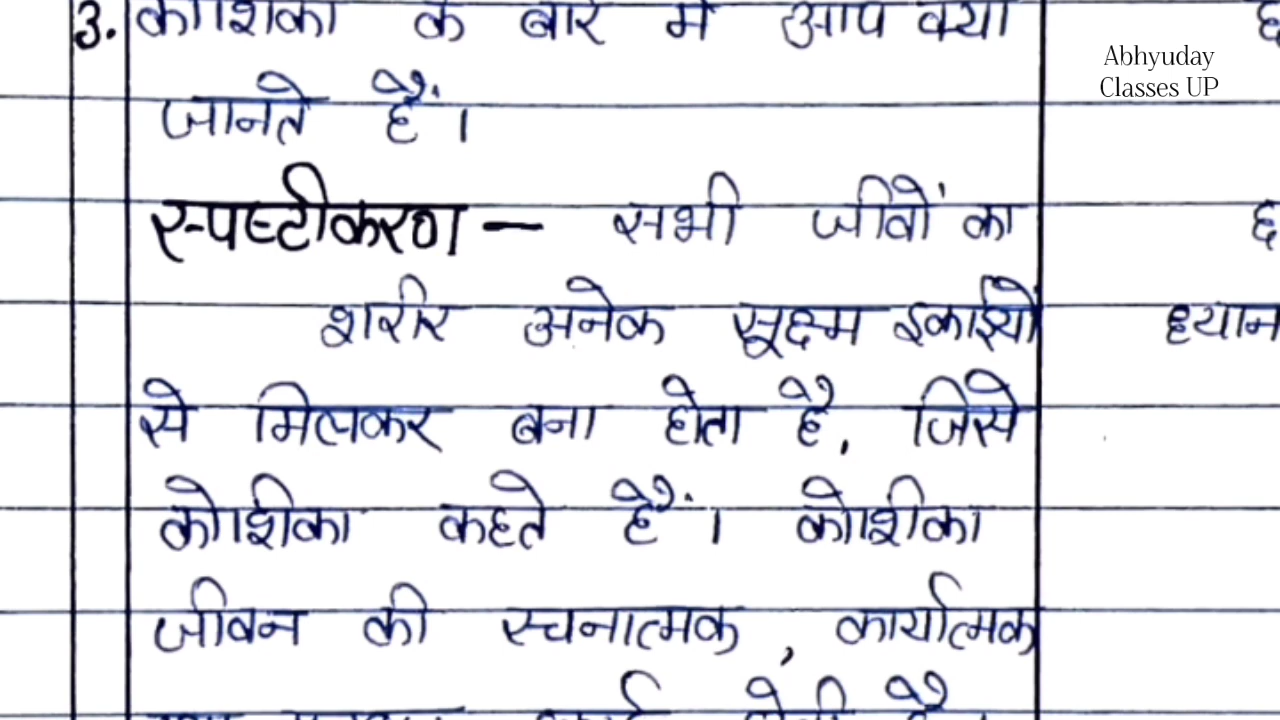 3. कोशिका के बारे में आप क्या
Abhyuday
Classes UP
जानते हैं।
स्पष्टीकरण — सभी जीवों का
शरीर अनेक सूक्ष्म इकाईयों
ध्यान
से मिलकर बना होता है, जिसे
कोशिका कहते हैं। कोशिका
जीवन की रचनात्मक, कार्यात्मक
होती है